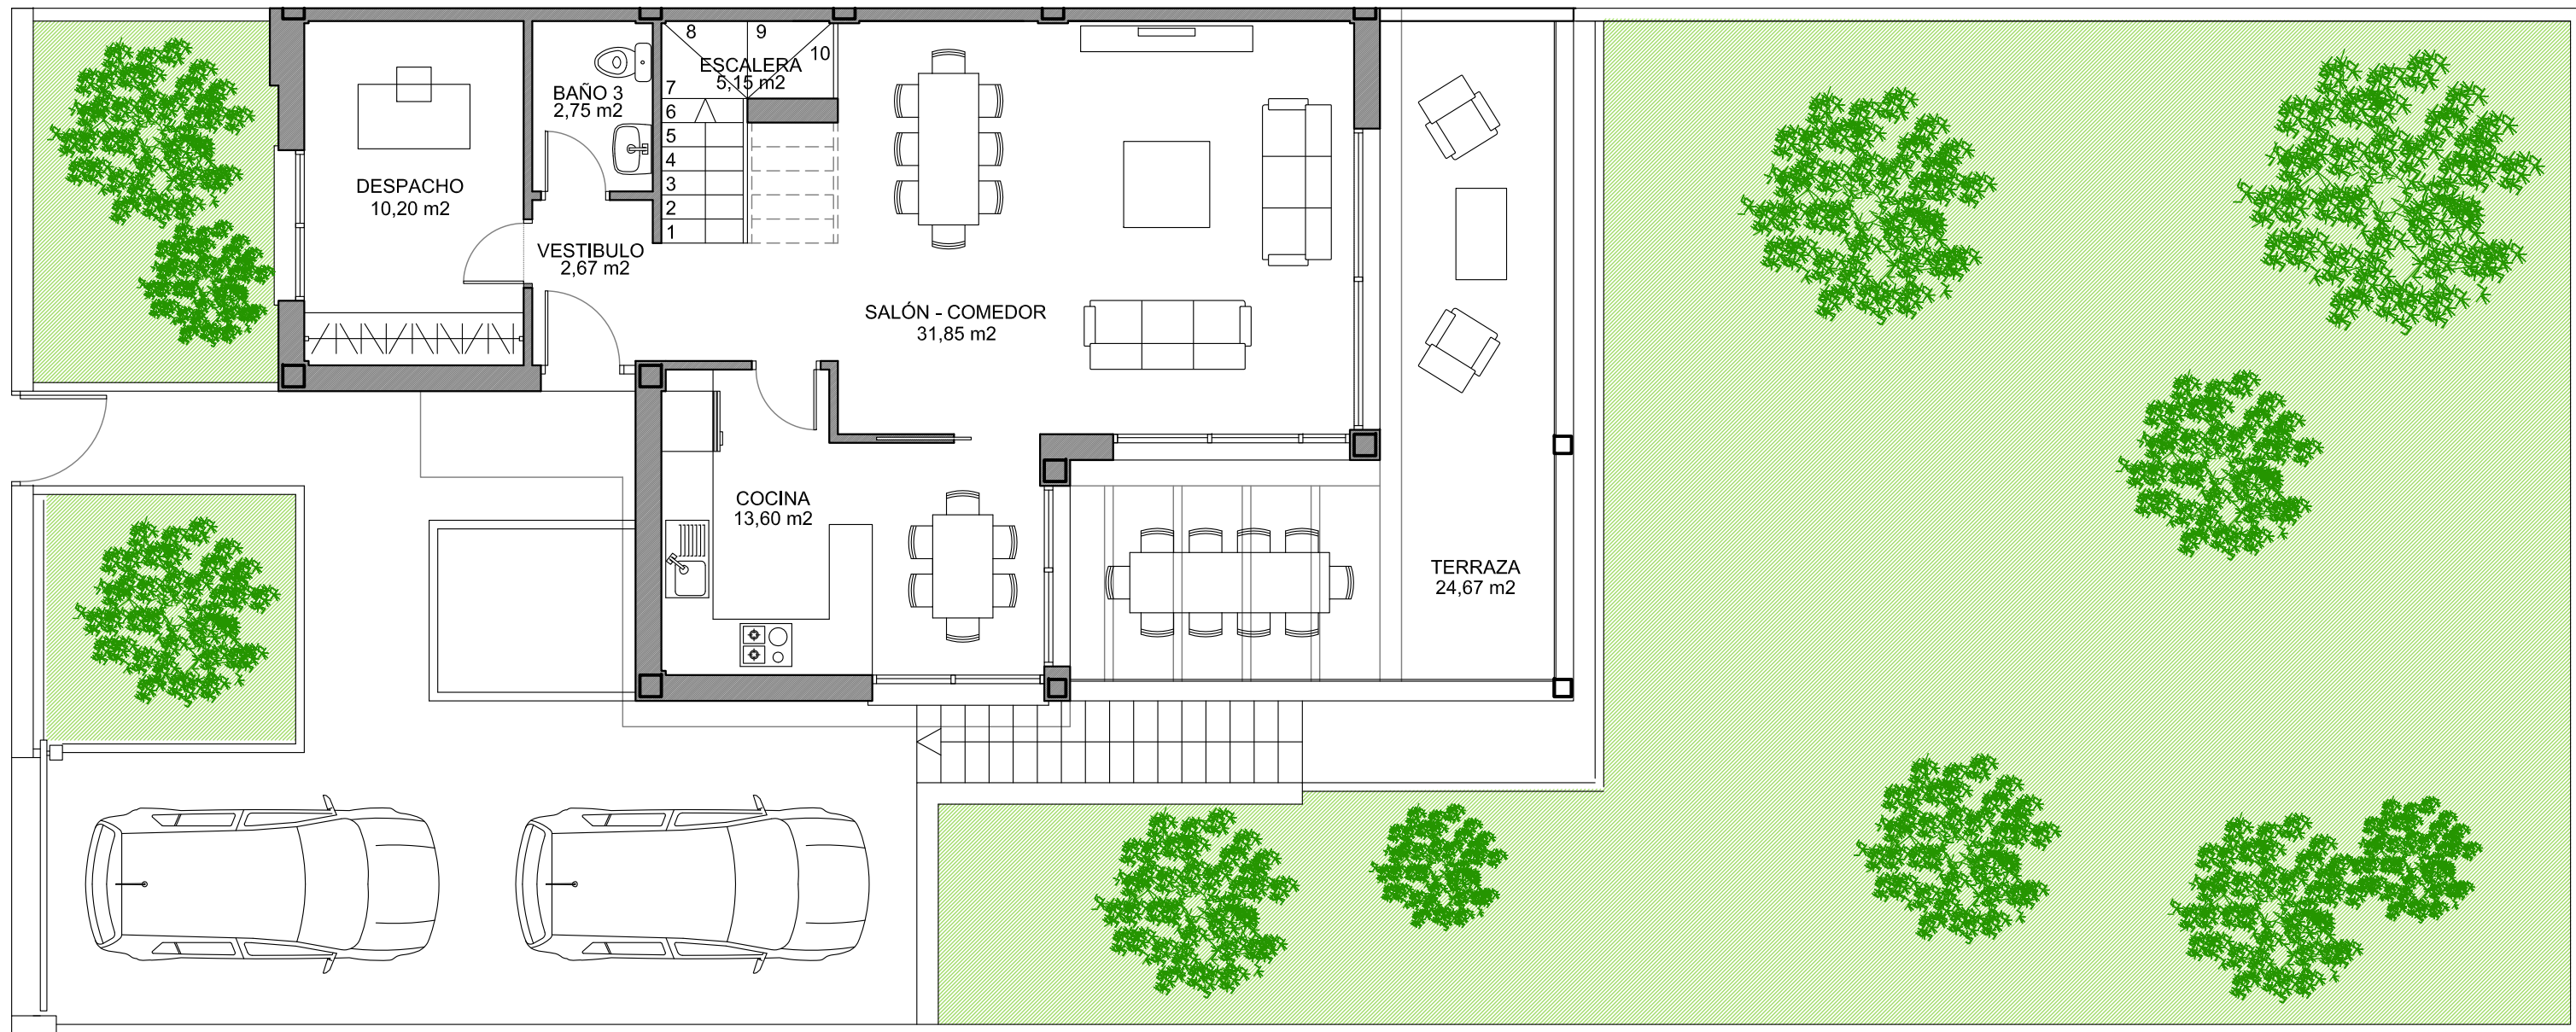 8
9
10
ESCALERA
5,15 m2
7
6
5
4
3
2
1
BAÑO 3
2,75 m2
DESPACHO
10,20 m2
VESTIBULO
2,67 m2
SALÓN - COMEDOR
31,85 m2
COCINA
13,60 m2
TERRAZA
24,67 m2